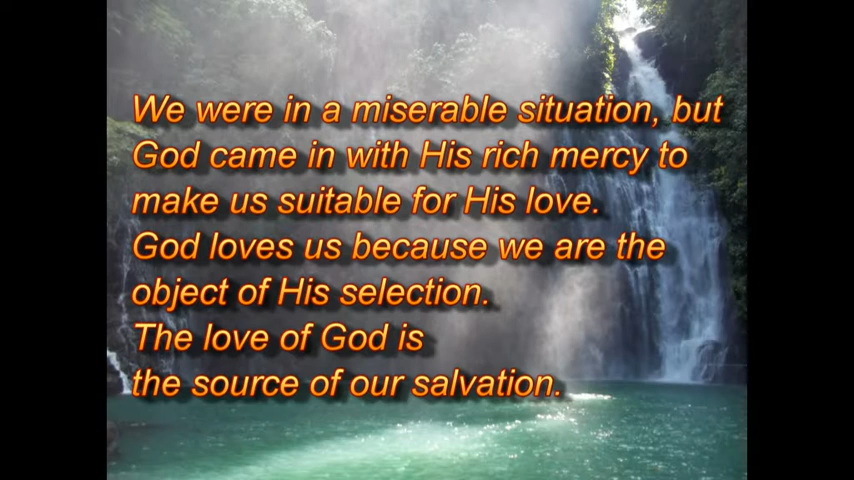 We were in a miserable situation, but
God came in with His rich mercy to
make us suitable for His love.
God loves us because we are the
object of His selection.
The love of God is
the source of our salvation.